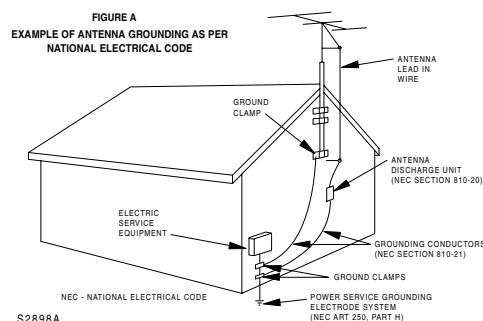 FIGURE A
EXAMPLE OF ANTENNA GROUNDING AS PER
NATIONAL ELECTRICAL CODE
ANTENNA
LEAD IN
WIRE
GROUND
CLAMP
ANTENNA
DISCHARGE UNIT
(NEC SECTION 810-20)
ELECTRIC
SERVICE
EQUIPMENT
GROUNDING CONDUCTORS
(NEC SECTION 810-21)
GROUND CLAMPS
NEC - NATIONAL ELECTRICAL CODE
POWER SERVICE GROUNDING
ELECTRODE SYSTEM
(NEC ART 250, PART H)
S2898A